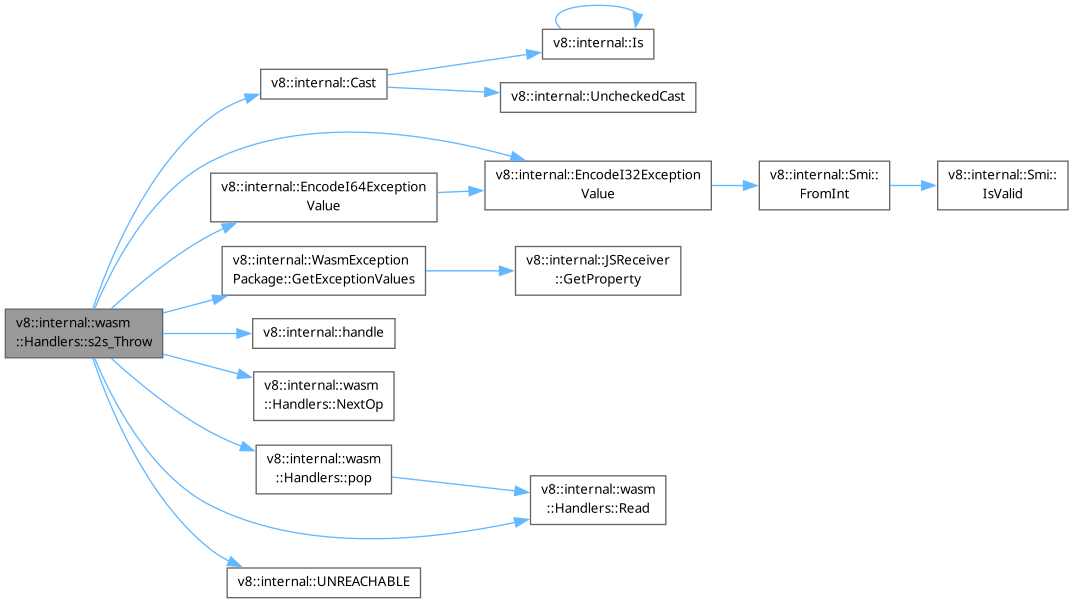 v8::internal::Is
v8::internal::Cast
v8::internal::UncheckedCast
v8::internal::EncodeI32Exception
Value
v8::internal::Smi::
FromInt
v8::internal::Smi::
IsValid
v8::internal::EncodeI64Exception
Value
v8::internal::WasmException
Package::GetExceptionValues
v8::internal::JSReceiver
::GetProperty
v8::internal::wasm
::Handlers::s2s_Throw
v8::internal::handle
v8::internal::wasm
::Handlers::NextOp
v8::internal::wasm
::Handlers::pop
v8::internal::wasm
::Handlers::Read
v8::internal::UNREACHABLE